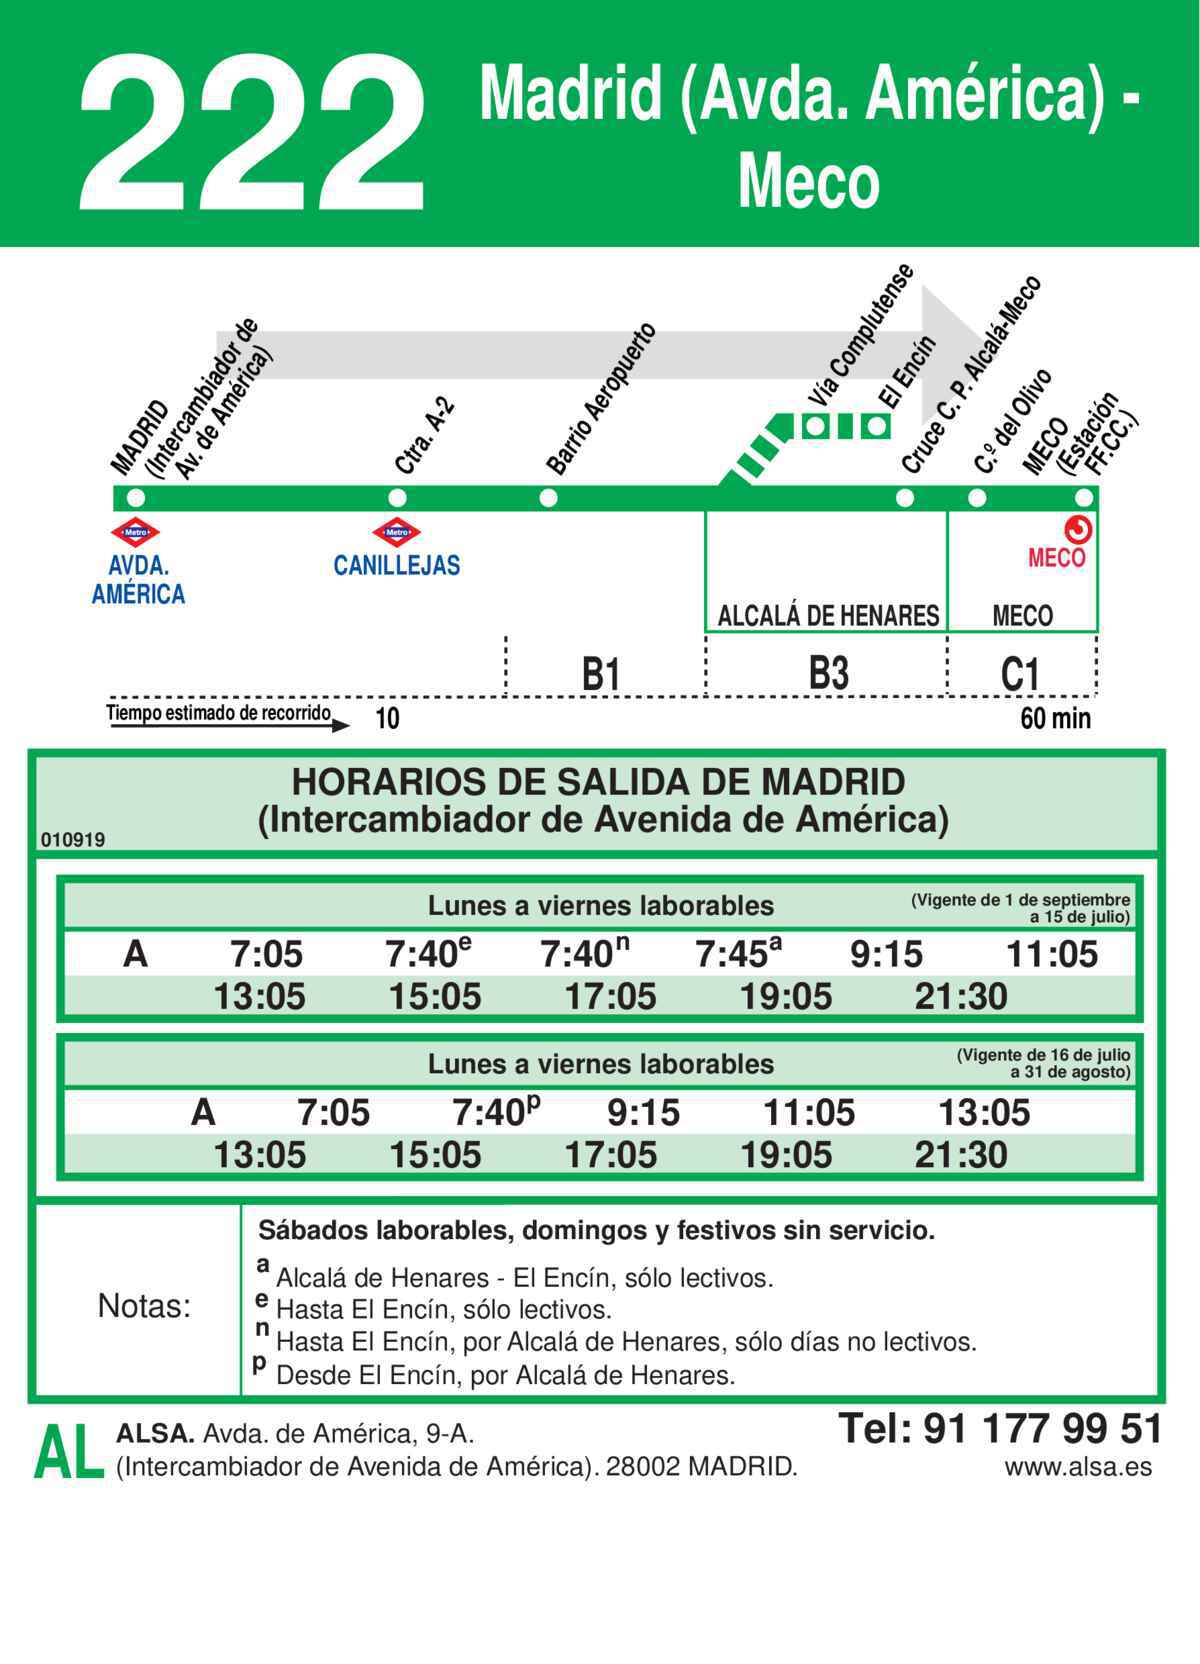 222
Madrid (Avda. América) -
Meco
MADRID
(Intercambiador de
Av. de América)
Ctra. A-2
Barrio Aeropuerto
Vía Complutense
El Encín
Cruce C. P. Alcalá-Meco
C.º del Olivo
MECO
(Estación
FF.CC.)
Metro
AVDA.
AMÉRICA
Metro
CANILLEJAS
MECO
ALCALÁ DE HENARES
MECO
B1
B3
C1
Tiempo estimado de recorrido
10
60 min
HORARIOS DE SALIDA DE MADRID
(Intercambiador de Avenida de América)
010919
Lunes a viernes laborables
(Vigente de 1 de septiembre
a 15 de julio)
A 7:05 7:40e 7:40n 7:45a 9:15 11:05
13:05 15:05 17:05 19:05 21:30
Lunes a viernes laborables
(Vigente de 16 de julio
a 31 de agosto)
A 7:05 7:40p 9:15 11:05 13:05
13:05 15:05 17:05 19:05 21:30
Notas:
Sábados laborables, domingos y festivos sin servicio.
a Alcalá de Henares - El Encín, sólo lectivos.
e Hasta El Encín, sólo lectivos.
n Hasta El Encín, por Alcalá de Henares, sólo días no lectivos.
p Desde El Encín, por Alcalá de Henares.
AL
ALSA. Avda. de América, 9-A.
(Intercambiador de Avenida de América). 28002 MADRID.
Tel: 91 177 99 51
www.alsa.es